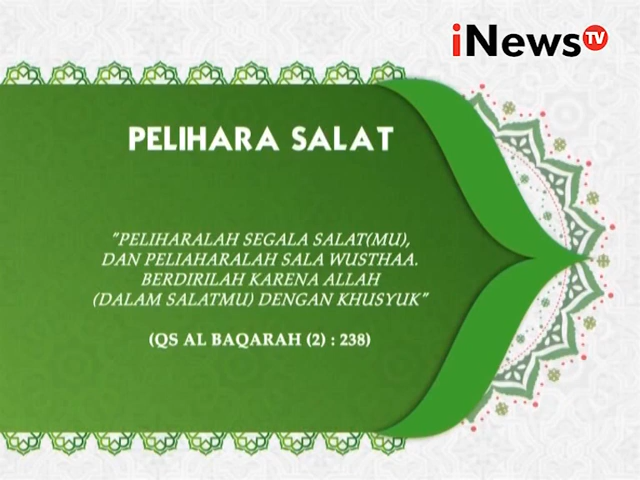 iNews TV
PELIHARA SALAT
"PELIHARALAH SEGALA SALAT(MU),
DAN PELIAHARALAH SALA WUSTHAA.
BERDIRILAH KARENA ALLAH
(DALAM SALATMU) DENGAN KHUSYUK"
(QS AL BAQARAH (2) : 238)